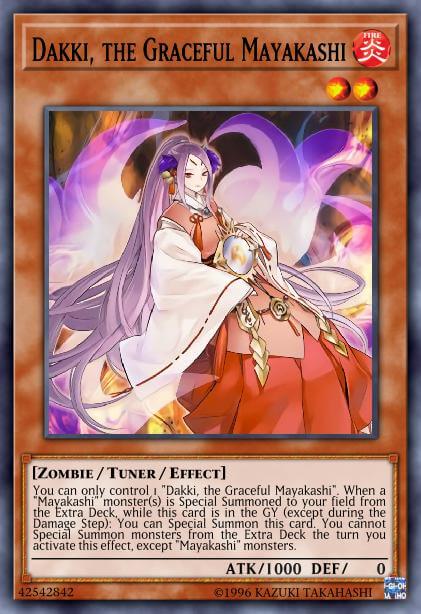 Dakki, the Graceful Mayakashi
FIRE
炎
[Zombie / Tuner / Effect]
You can only control 1 "Dakki, the Graceful Mayakashi". When a
"Mayakashi" monster(s) is Special Summoned to your field from
the Extra Deck, while this card is in the GY (except during the
Damage Step): You can Special Summon this card. You cannot
Special Summon monsters from the Extra Deck the turn you
activate this effect, except "Mayakashi" monsters.
ATK/1000 DEF/ 0
42542842
©1996 KAZUKI TAKAHASHI